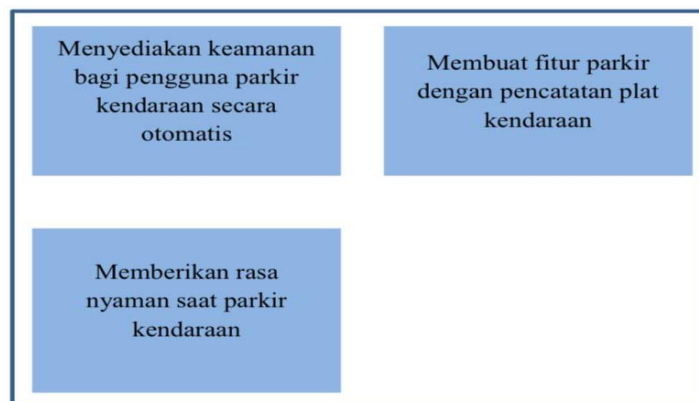 Menyediakan keamanan
bagi pengguna parkir
kendaraan secara
otomatis
Membuat fitur parkir
dengan pencatatan plat
kendaraan
Memberikan rasa
nyaman saat parkir
kendaraan